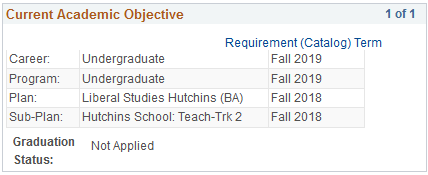 Current Academic Objective 1 of 1
Requirement (Catalog) Term
Career: Undergraduate Fall 2019
Program: Undergraduate Fall 2019
Plan: Liberal Studies Hutchins (BA) Fall 2018
Sub-Plan: Hutchins School: Teach-Trk 2 Fall 2018
Graduation
Status: Not Applied